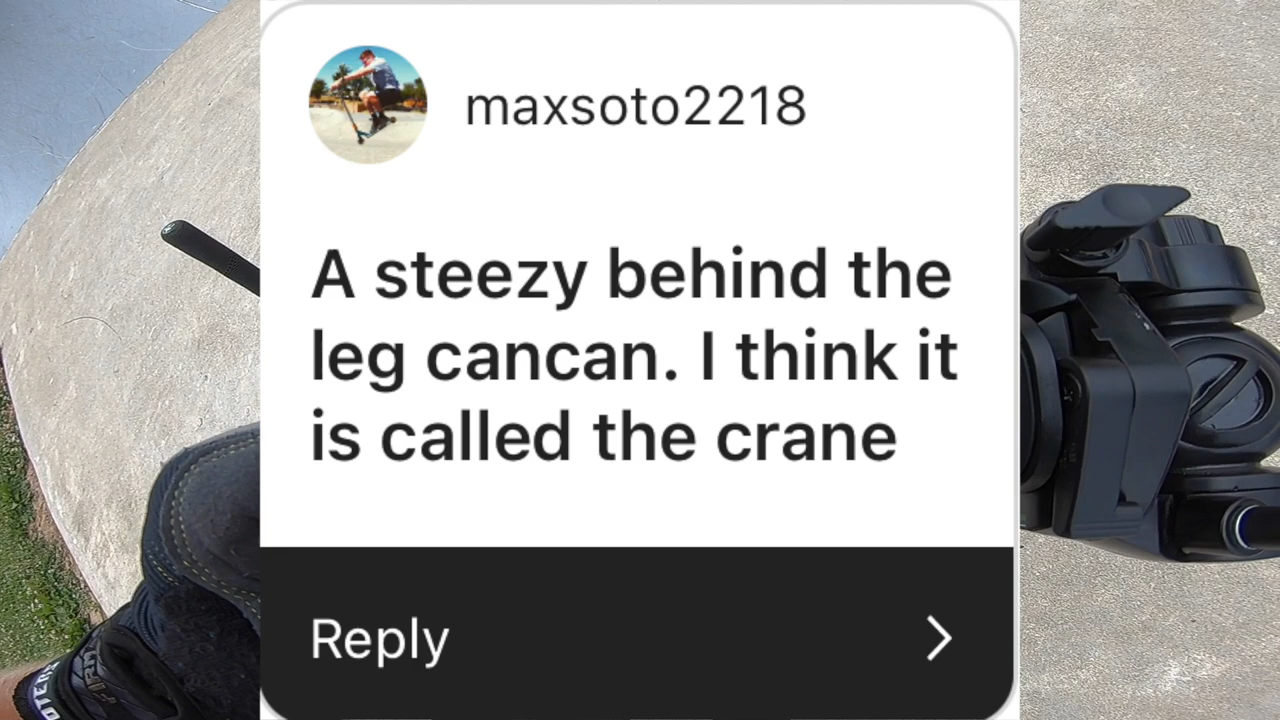 maxsoto2218
A steezy behind the
leg cancan. I think it
is called the crane
Reply